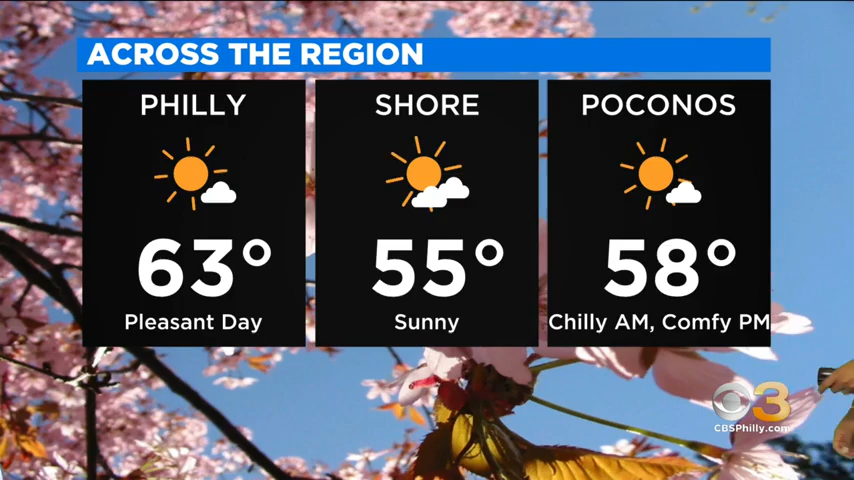 ACROSS THE REGION
PHILLY
63°
Pleasant Day
SHORE
55°
Sunny
POCONOS
58°
Chilly AM, Comfy PM
3
CBSPhilly.com